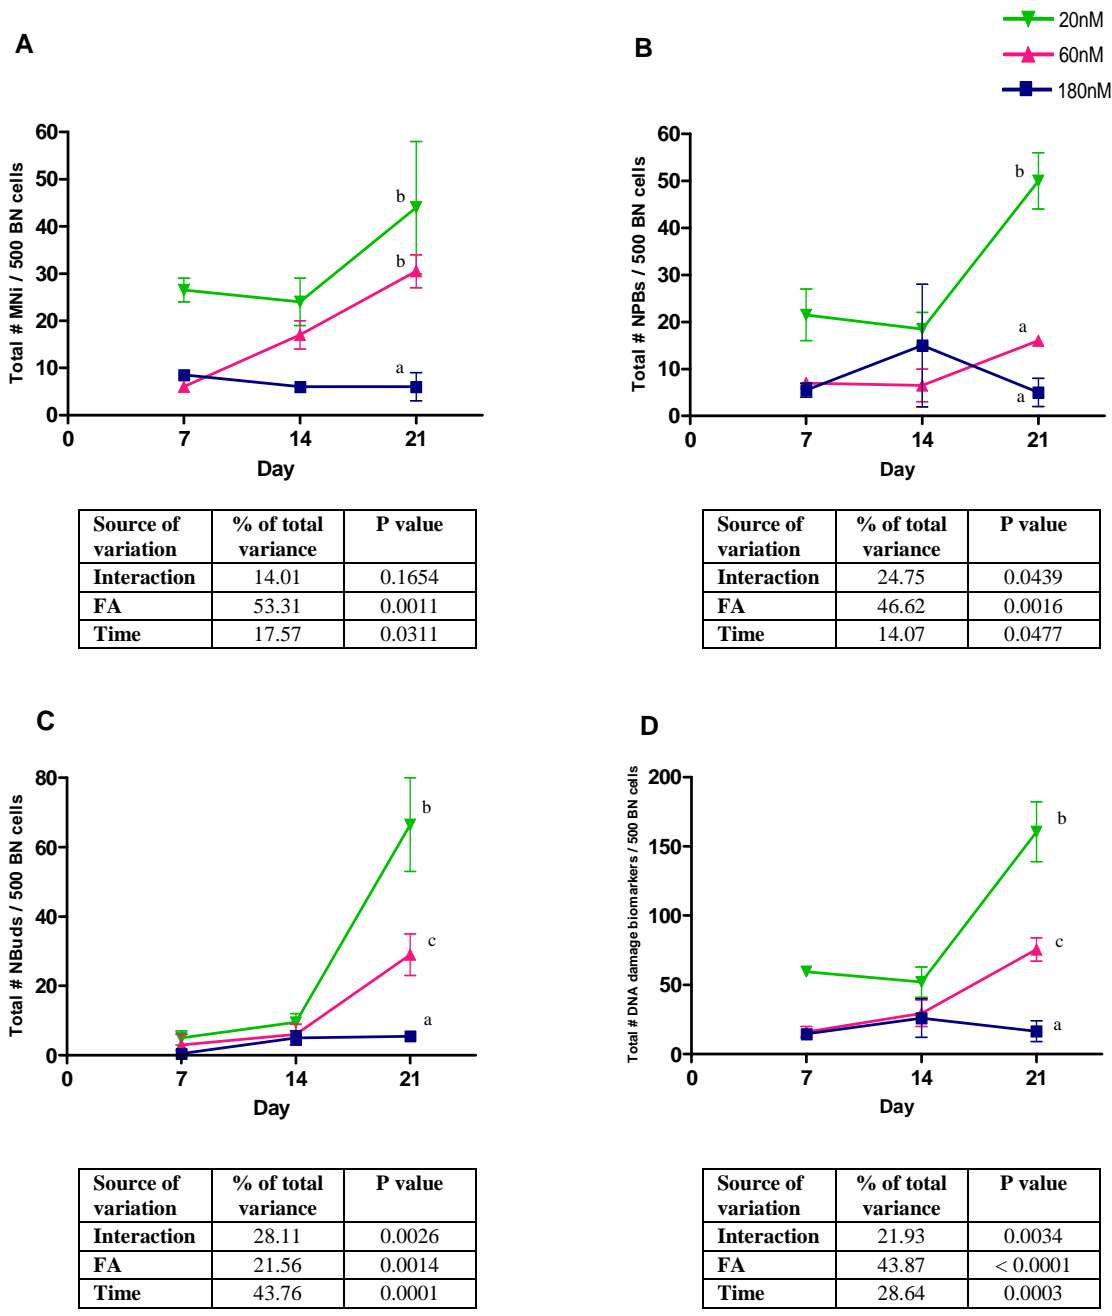 20nM
60nM
180nM
A
Total # MNi / 500 BN cells
60
50
40
30
20
10
0
b
b
a
0 7 14 21
Day
B
Total # NPBs / 500 BN cells
60
50
40
30
20
10
0
b
a
a
0 7 14 21
Day
Source of variation % of total variance P value
Interaction 14.01 0.1654
FA 53.31 0.0011
Time 17.57 0.0311
Source of variation % of total variance P value
Interaction 24.75 0.0439
FA 46.62 0.0016
Time 14.07 0.0477
C
Total # NBuds / 500 BN cells
80
60
40
20
0
b
c
a
0 7 14 21
Day
D
Total # DNA damage biomarkers / 500 BN cells
200
150
100
50
0
b
c
a
0 7 14 21
Day
Source of variation % of total variance P value
Interaction 28.11 0.0026
FA 21.56 0.0014
Time 43.76 0.0001
Source of variation % of total variance P value
Interaction 21.93 0.0034
FA 43.87 < 0.0001
Time 28.64 0.0003